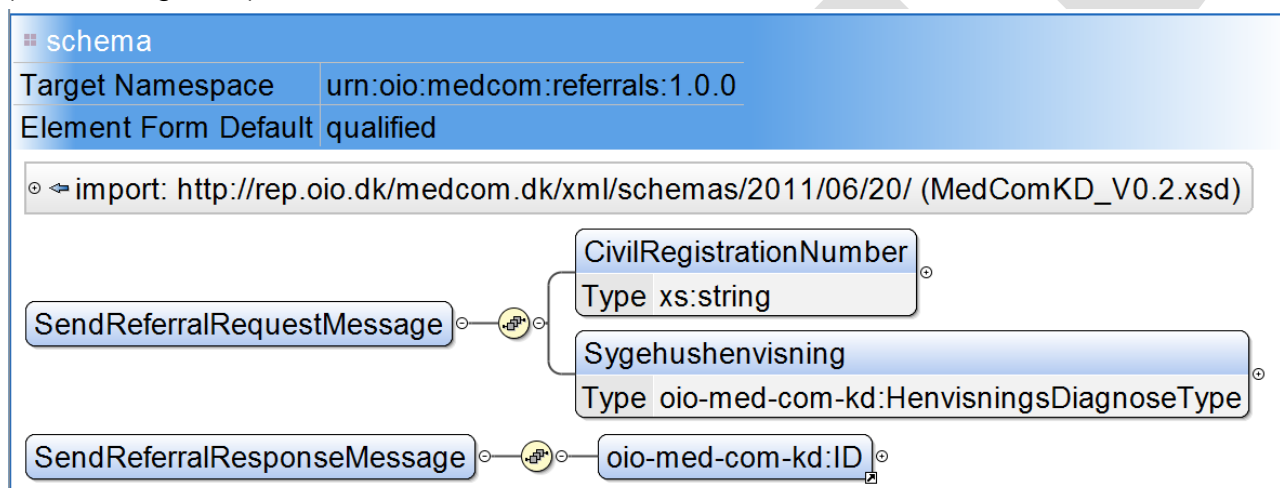 schema
Target Namespace urn:oio:medcom:referrals:1.0.0
Element Form Default qualified
import: http://rep.oio.dk/medcom.dk/xml/schemas/2011/06/20/ (MedComKD_V0.2.xsd)
SendReferralRequestMessage
CivilRegistrationNumber
Type xs:string
Sygehushenvisning
Type oio-med-com-kd:HenvisningsDiagnoseType
SendReferralResponseMessage
oio-med-com-kd:ID